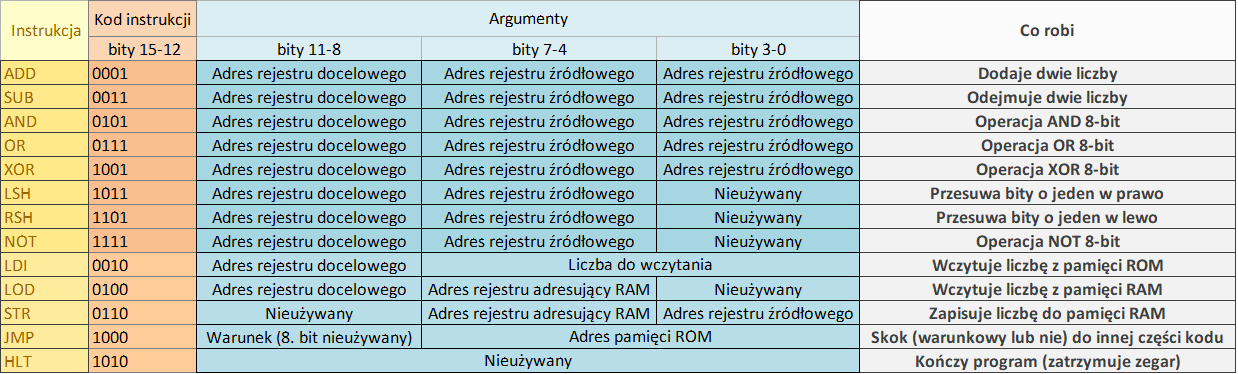 Instrukcja Kod instrukcji Argumenty Co robi
bity 15-12 bity 11-8 bity 7-4 bity 3-0
ADD 0001 Adres rejestru docelowego Adres rejestru źródłowego Adres rejestru źródłowego Dodaje dwie liczby
SUB 0011 Adres rejestru docelowego Adres rejestru źródłowego Adres rejestru źródłowego Odejmuje dwie liczby
AND 0101 Adres rejestru docelowego Adres rejestru źródłowego Adres rejestru źródłowego Operacja AND 8-bit
OR 0111 Adres rejestru docelowego Adres rejestru źródłowego Adres rejestru źródłowego Operacja OR 8-bit
XOR 1001 Adres rejestru docelowego Adres rejestru źródłowego Adres rejestru źródłowego Operacja XOR 8-bit
LSH 1011 Adres rejestru docelowego Adres rejestru źródłowego Nieużywany Przesuwa bity o jeden w prawo
RSH 1101 Adres rejestru docelowego Adres rejestru źródłowego Nieużywany Przesuwa bity o jeden w lewo
NOT 1111 Adres rejestru docelowego Adres rejestru źródłowego Nieużywany Operacja NOT 8-bit
LDI 0010 Adres rejestru docelowego Liczba do wczytania Wczytuje liczbę z pamięci ROM
LOD 0100 Adres rejestru docelowego Adres rejestru adresujący RAM Nieużywany Wczytuje liczbę z pamięci RAM
STR 0110 Nieużywany Adres rejestru adresujący RAM Adres rejestru źródłowego Zapisuje liczbę do pamięci RAM
JMP 1000 Warunek (8. bit nieużywany) Adres pamięci ROM Skok (warunkowy lub nie) do innej części kodu
HLT 1010 Nieużywany Kończy program (zatrzymuje zegar)